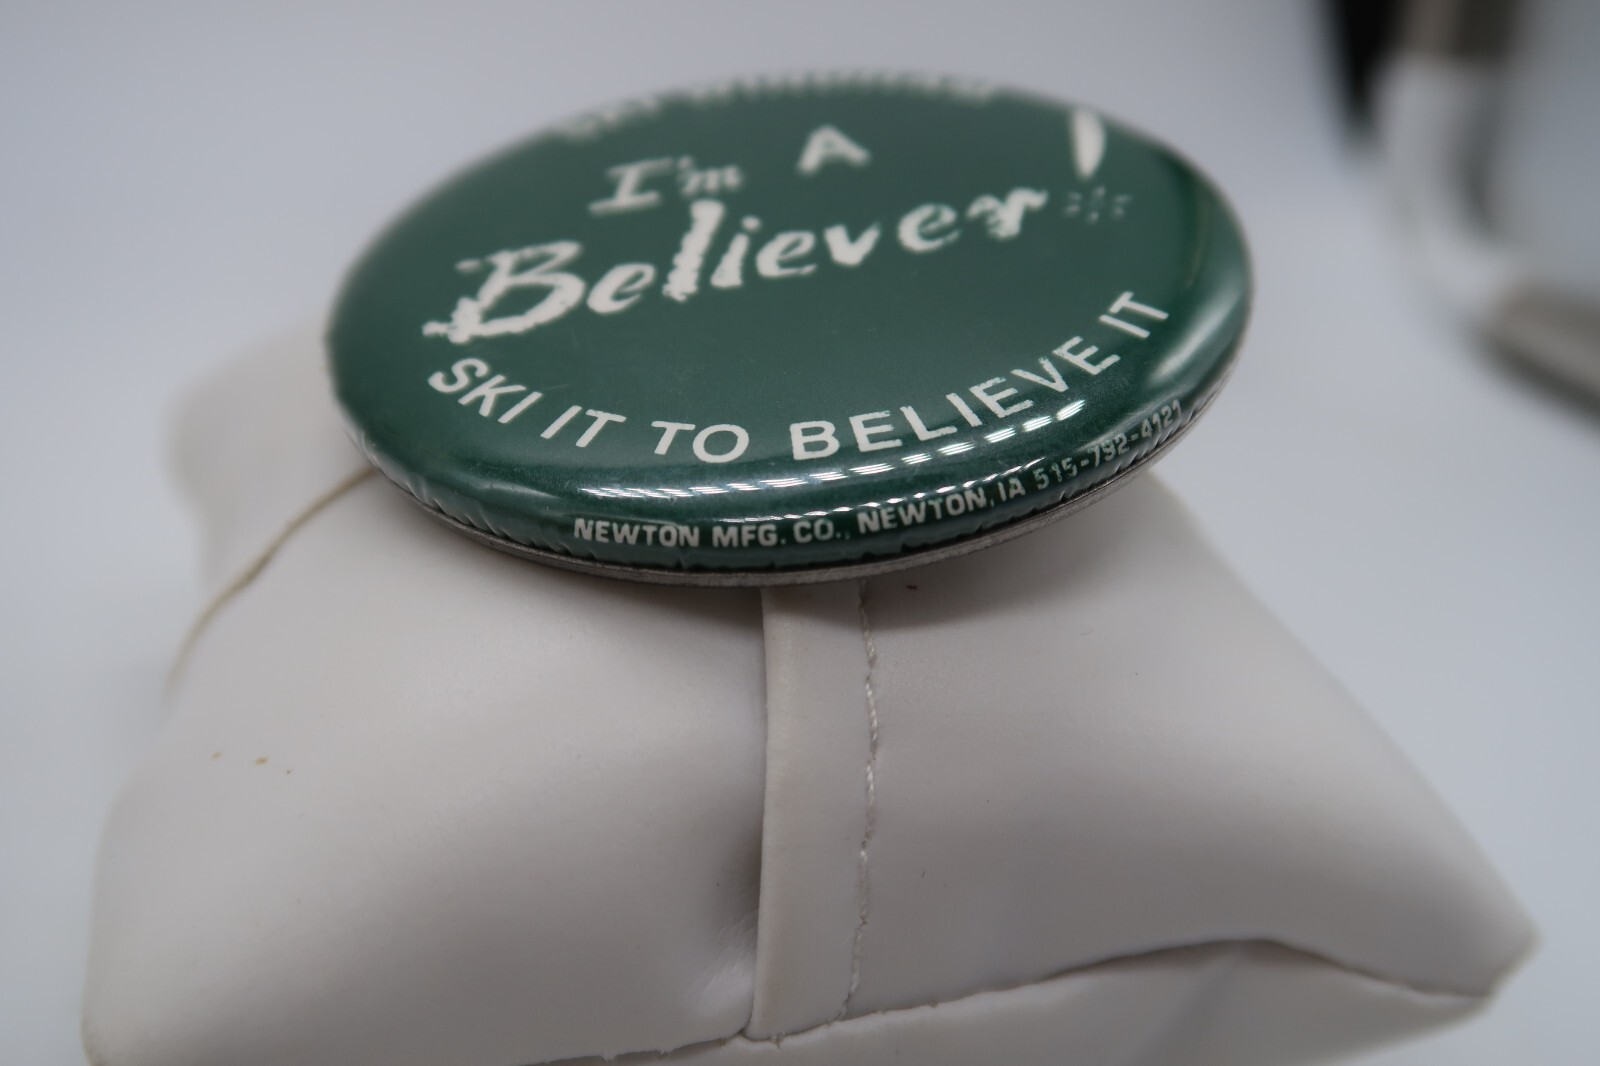 I'm A
Believer!
SKI IT TO BELIEVE IT
NEWTON MFG. CO., NEWTON, IA 515-792-4121